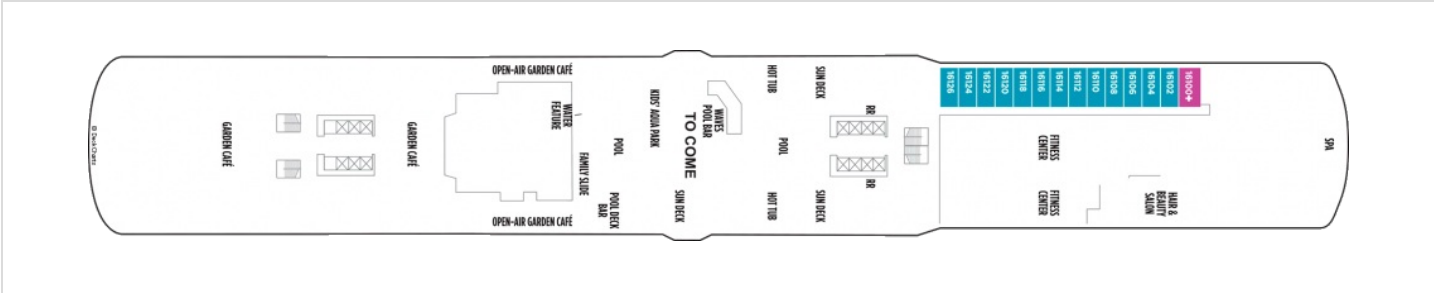 © DeckCharts
GARDEN CAFÉ
GARDEN CAFÉ
OPEN-AIR GARDEN CAFÉ
WATER
FEATURE
FAMILY SLIDE
OPEN-AIR GARDEN CAFÉ
POOL
POOL DECK
BAR
KIDS' AQUA PARK
SUN DECK
TO COME
WAVES
POOL BAR
HOT TUB
POOL
HOT TUB
SUN DECK
SUN DECK
RR
RR
16126
16124
16122
16120
16118
16116
16114
16112
16110
16108
16106
16104
16102
16100+
FITNESS
CENTER
FITNESS
CENTER
HAIR &
BEAUTY
SALON
SPA